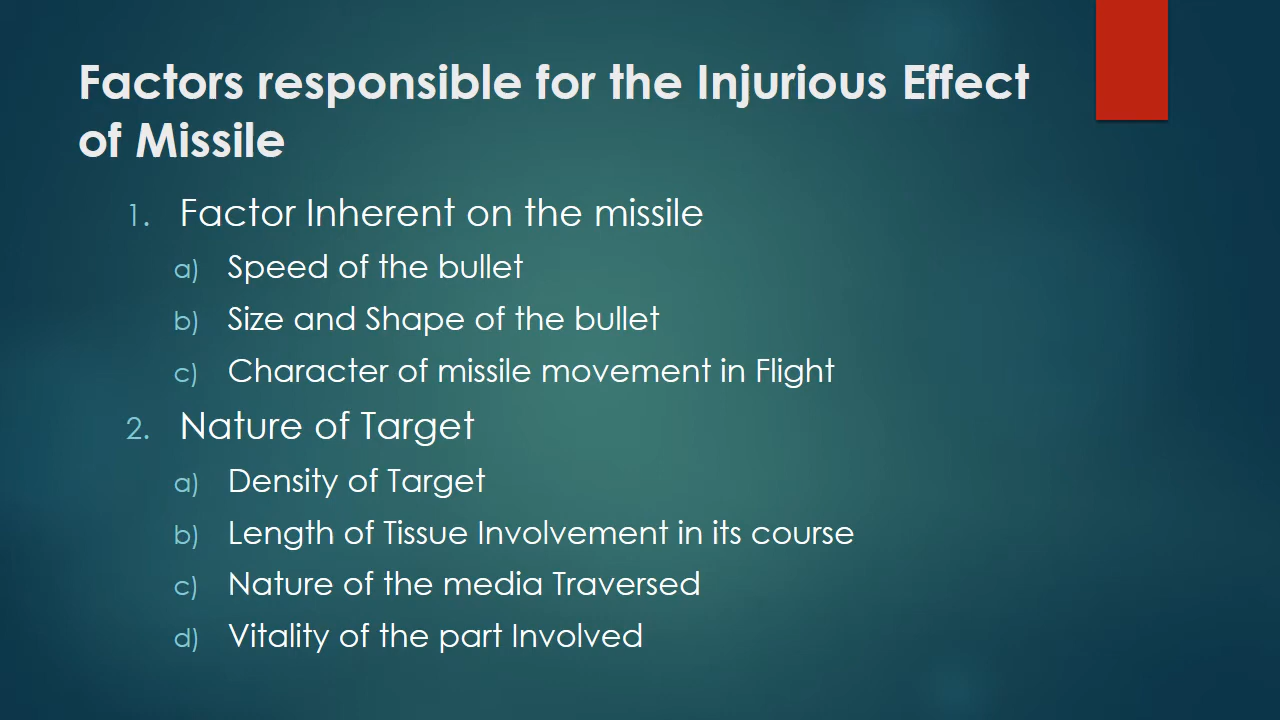 Factors responsible for the Injurious Effect
of Missile
1. Factor Inherent on the missile
a) Speed of the bullet
b) Size and Shape of the bullet
c) Character of missile movement in Flight
2. Nature of Target
a) Density of Target
b) Length of Tissue Involvement in its course
c) Nature of the media Traversed
d) Vitality of the part Involved